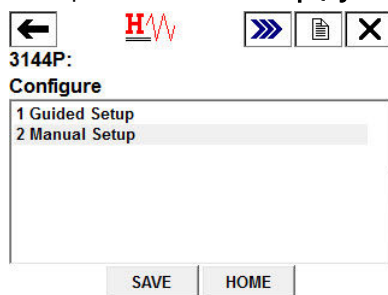 H
3144P:
Configure
1 Guided Setup
2 Manual Setup
SAVE HOME